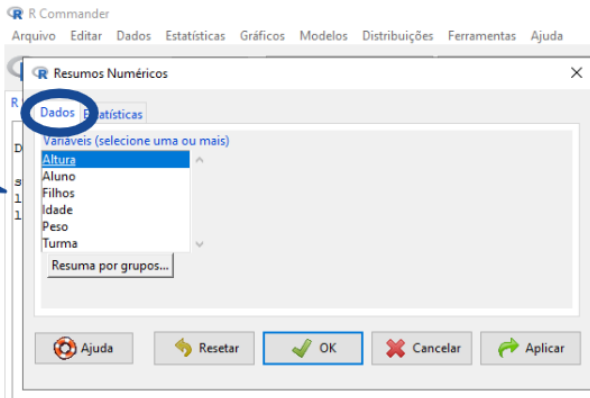 R Commander
Arquivo Editar Dados Estatísticas Gráficos Modelos Distribuições Ferramentas Ajuda
Resumos Numéricos
R
Dados
D
Variáveis (selecione uma ou mais)
Altura
s
Aluno
l
Filhos
l
Idade
Peso
Turma
Resuma por grupos...
Ajuda Resetar OK Cancelar Aplicar